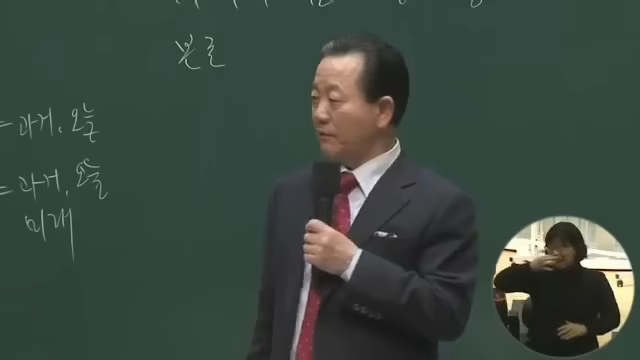 본론
= 과거, 오늘
= 과거, 오늘
미래